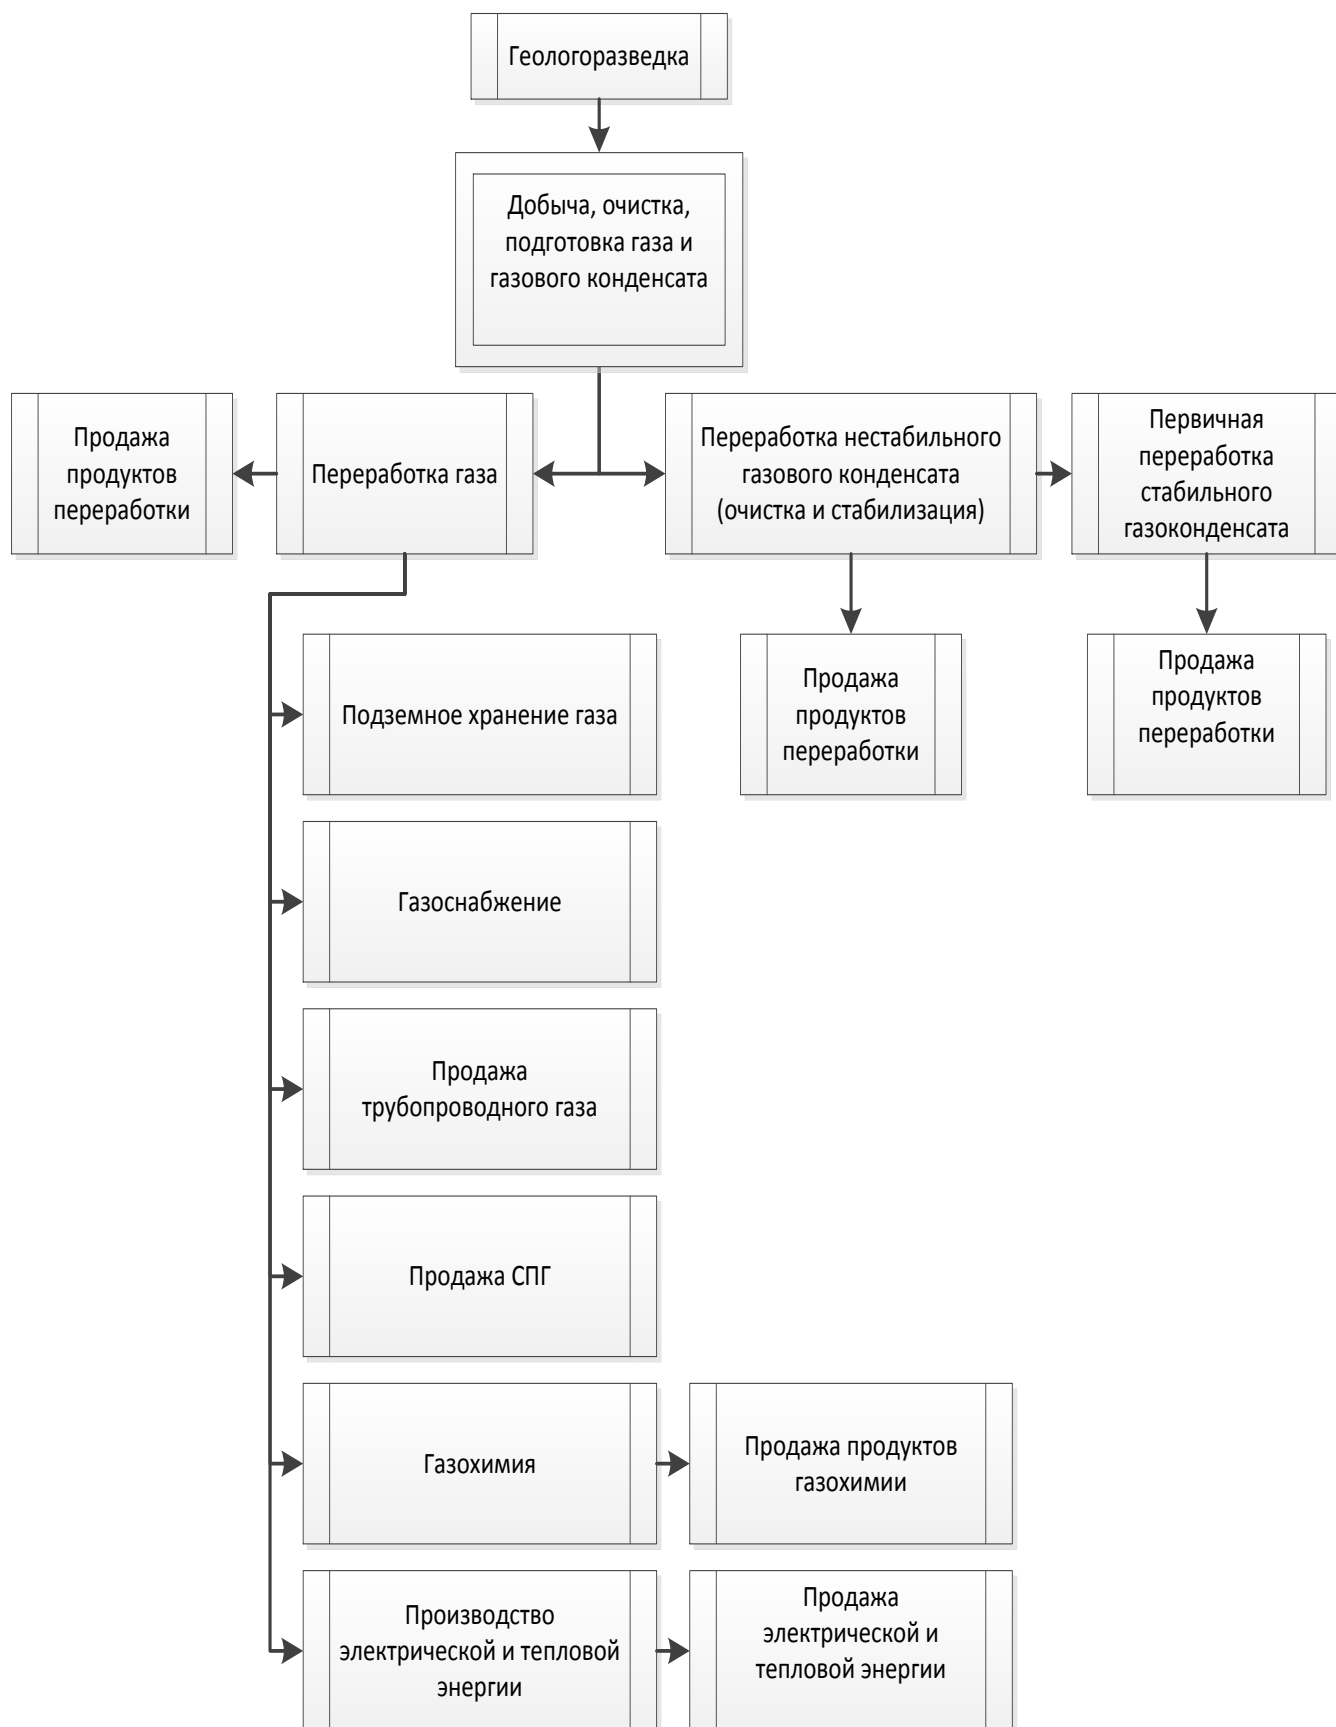 Геологоразведка
Добыча, очистка,
подготовка газа и
газового конденсата
Продажа
продуктов
переработки
Переработка газа
Переработка нестабильного
газового конденсата
(очистка и стабилизация)
Первичная
переработка
стабильного
газоконденсата
Подземное хранение газа
Продажа
продуктов
переработки
Продажа
продуктов
переработки
Газоснабжение
Продажа
трубопроводного газа
Продажа СПГ
Газохимия
Продажа продуктов
газохимии
Производство
электрической и тепловой
энергии
Продажа
электрической и
тепловой энергии